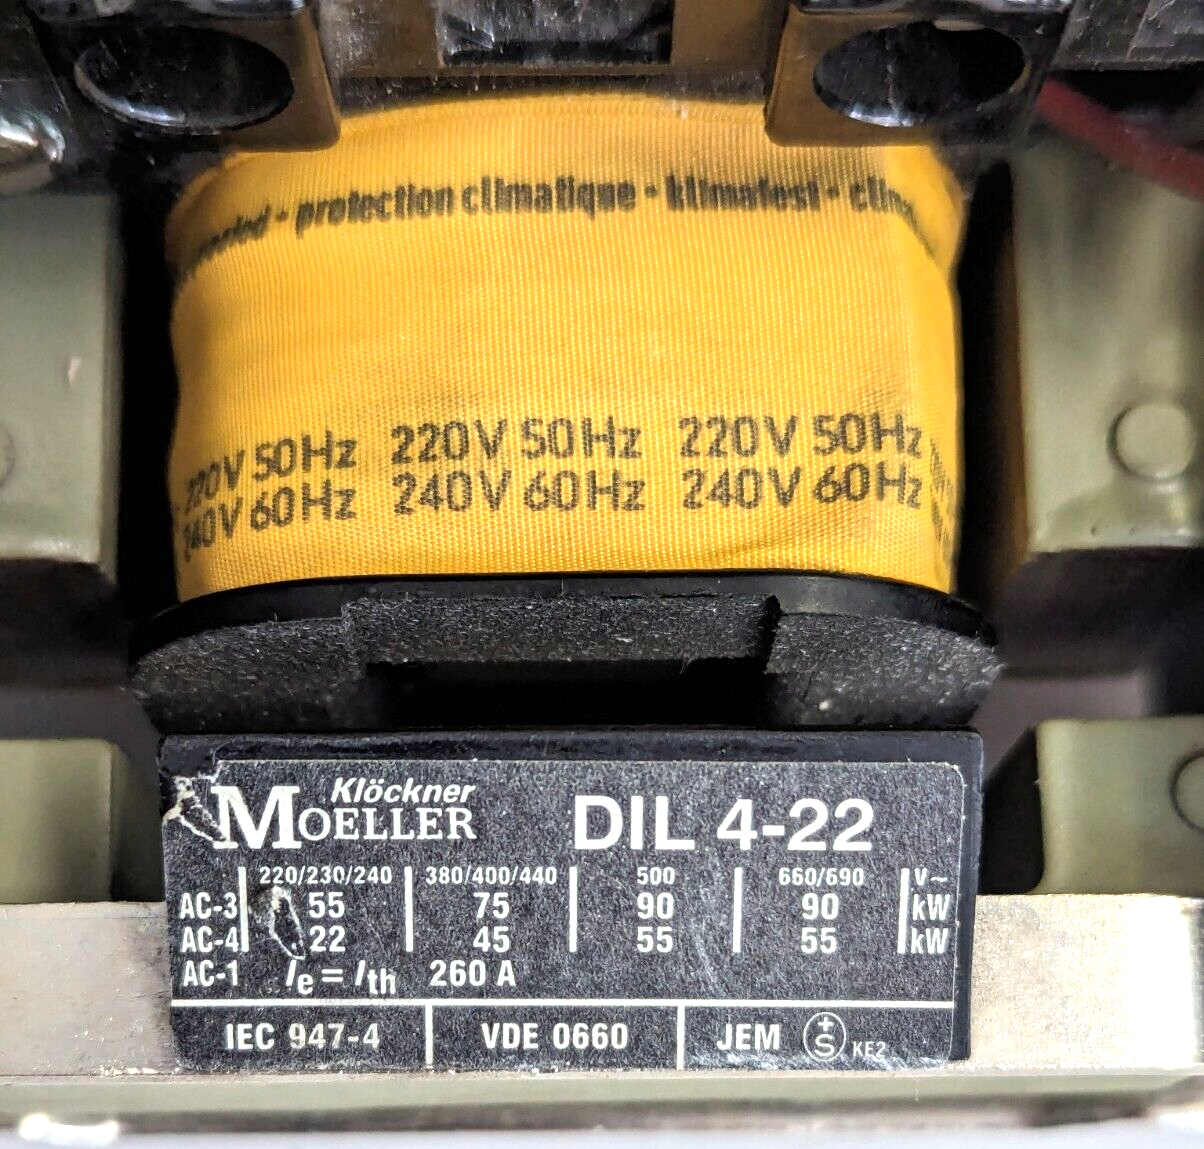 protection climatique • klimafest •
220V 50Hz 220V 50Hz 220V 50Hz
240V 60Hz 240V 60Hz 240V 60Hz
Klöckner
MOELLER
DIL 4-22
220/230/240 380/400/440 500 660/690 V~
AC-3 55 75 90 90 kW
AC-4 22 45 55 55 kW
AC-1 Ie = Ith 260 A
IEC 947-4 VDE 0660 JEM +S KE2